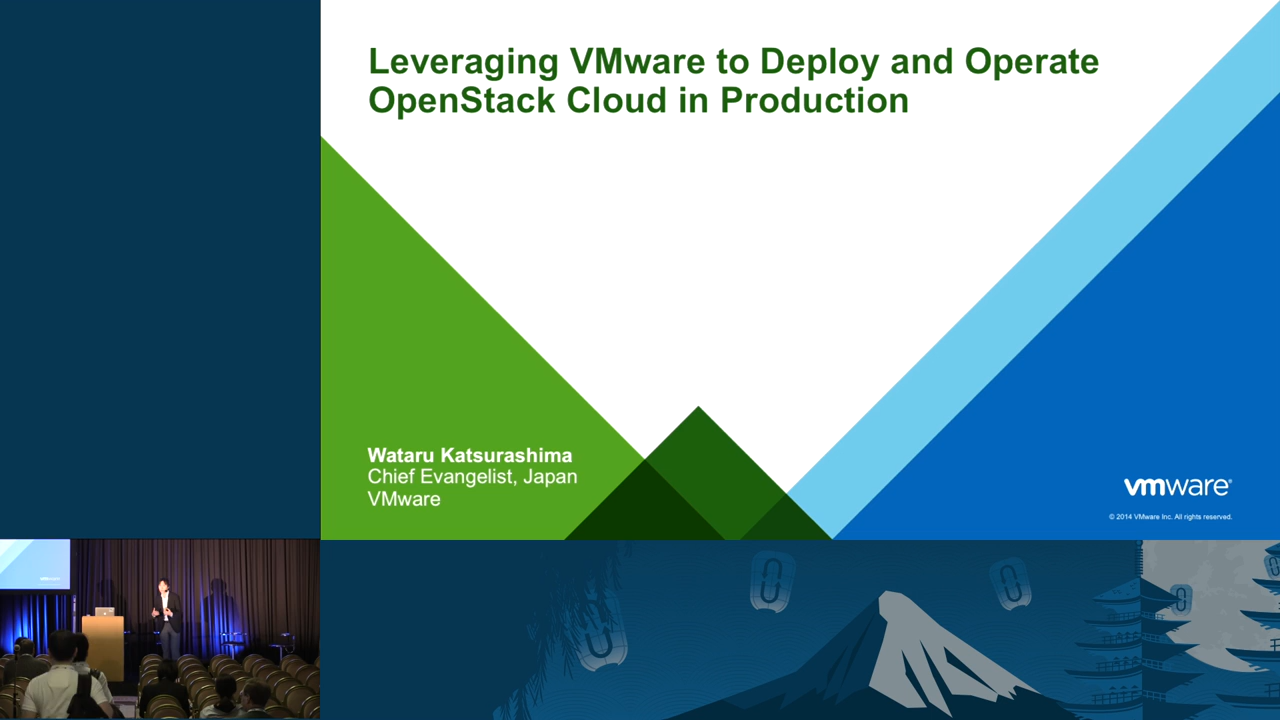 Leveraging VMware to Deploy and Operate
OpenStack Cloud in Production
Wataru Katsurashima
Chief Evangelist, Japan
VMware
vmware®
© 2014 VMware Inc. All rights reserved.